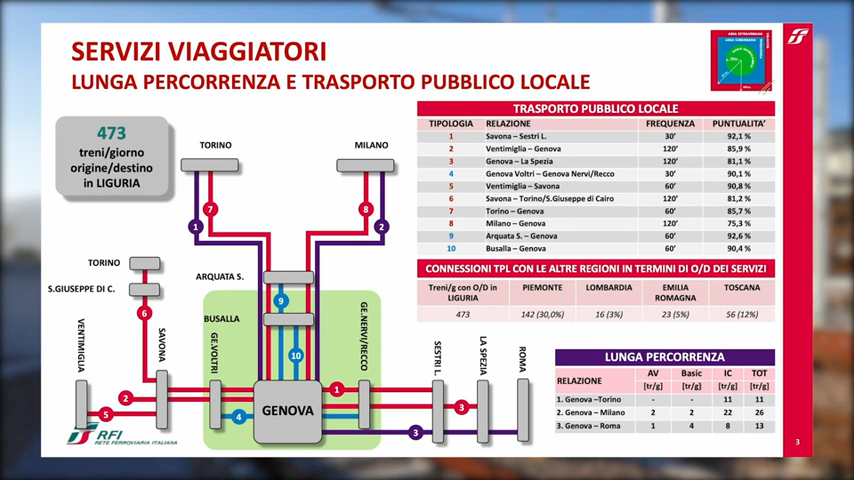 SERVIZI VIAGGIATORI
LUNGA PERCORRENZA E TRASPORTO PUBBLICO LOCALE
473
treni/giorno
origine/destino
in LIGURIA
TORINO
MILANO
7
8
1
2
TORINO
S.GIUSEPPE DI C.
6
ARQUATA S.
9
BUSALLA
10
VENTIMIGLIA
SAVONA
GE.VOLTRI
GE.NERVI/RECCO
SESTRI L.
LA SPEZIA
ROMA
2
5
4
GENOVA
1
3
3
RFI
RETE FERROVIARIA ITALIANA
TRASPORTO PUBBLICO LOCALE
TIPOLOGIA RELAZIONE FREQUENZA PUNTUALITA'
1 Savona – Sestri L. 30' 92,1 %
2 Ventimiglia – Genova 120' 85,9 %
3 Genova – La Spezia 120' 81,1 %
4 Genova Voltri – Genova Nervi/Recco 30' 90,1 %
5 Ventimiglia – Savona 60' 90,8 %
6 Savona – Torino/S.Giuseppe di Cairo 120' 81,2 %
7 Torino – Genova 60' 85,7 %
8 Milano – Genova 120' 75,3 %
9 Arquata S. – Genova 60' 92,6 %
10 Busalla – Genova 60' 90,4 %
CONNESSIONI TPL CON LE ALTRE REGIONI IN TERMINI DI O/D DEI SERVIZI
Treni/g con O/D in LIGURIA PIEMONTE LOMBARDIA EMILIA ROMAGNA TOSCANA
473 142 (30,0%) 16 (3%) 23 (5%) 56 (12%)
LUNGA PERCORRENZA
RELAZIONE AV Basic IC TOT
[tr/g] [tr/g] [tr/g] [tr/g]
1. Genova –Torino - - 11 11
2. Genova – Milano 2 2 22 26
3. Genova – Roma 1 4 8 13
3